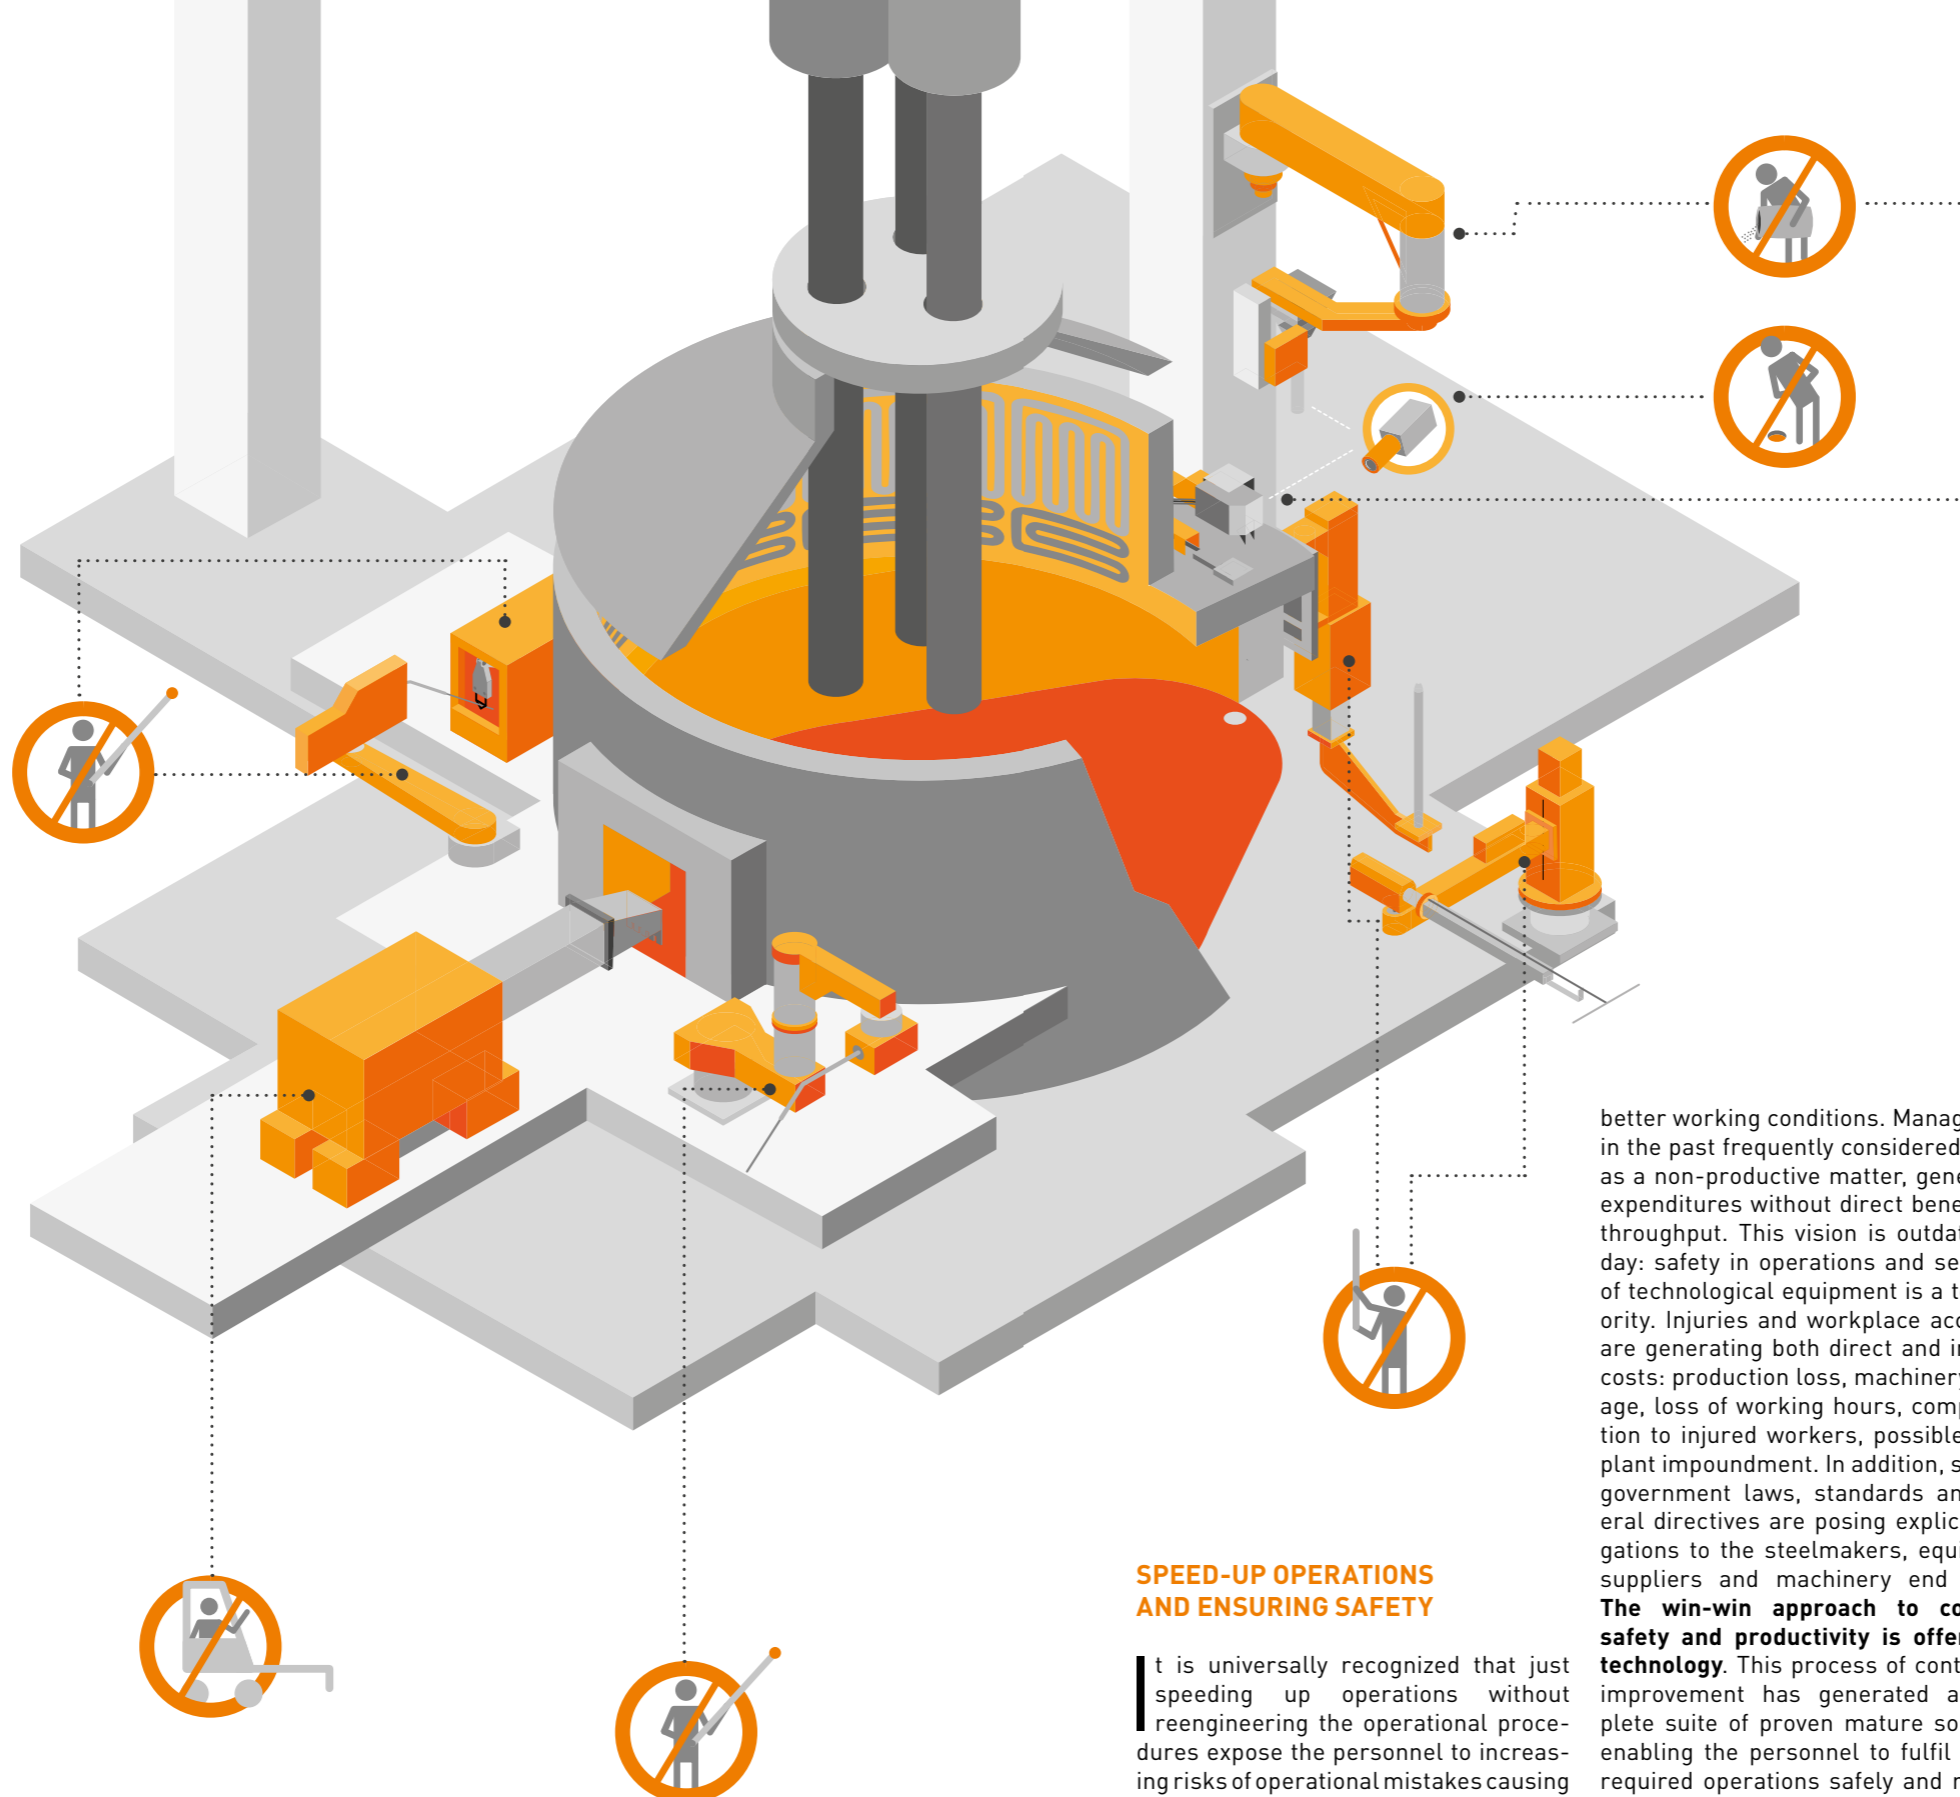 SPEED-UP OPERATIONS
AND ENSURING SAFETY
It is universally recognized that just
speeding up operations without
reengineering the operational proce-
dures expose the personnel to increas-
ing risks of operational mistakes causing
better working conditions. Manag
in the past frequently considered
as a non-productive matter, gene
expenditures without direct bene
throughput. This vision is outdat
day: safety in operations and se
of technological equipment is a t
ority. Injuries and workplace acc
are generating both direct and in
costs: production loss, machinery
age, loss of working hours, comp
tion to injured workers, possible
plant impoundment. In addition, s
government laws, standards an
eral directives are posing explic
gations to the steelmakers, equi
suppliers and machinery end
The win-win approach to co
safety and productivity is offer
technology. This process of cont
improvement has generated a
plete suite of proven mature so
enabling the personnel to fulfil
required operations safely and